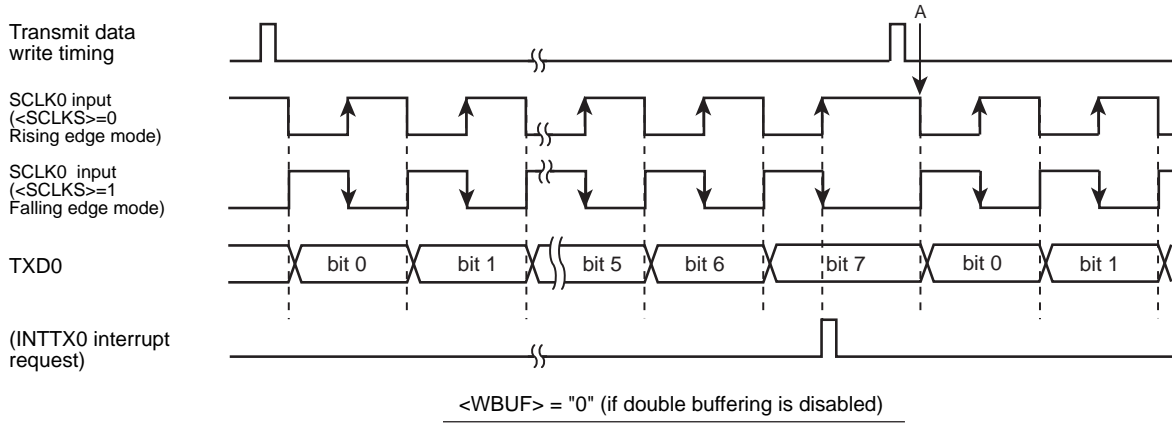 A
Transmit data
write timing
SCLK0 input
(<SCLKS>=0
Rising edge mode)
SCLK0 input
(<SCLKS>=1
Falling edge mode)
TXD0
bit 0 bit 1 bit 5 bit 6 bit 7 bit 0 bit 1
(INTTX0 interrupt
request)
<WBUF> = "0" (if double buffering is disabled)